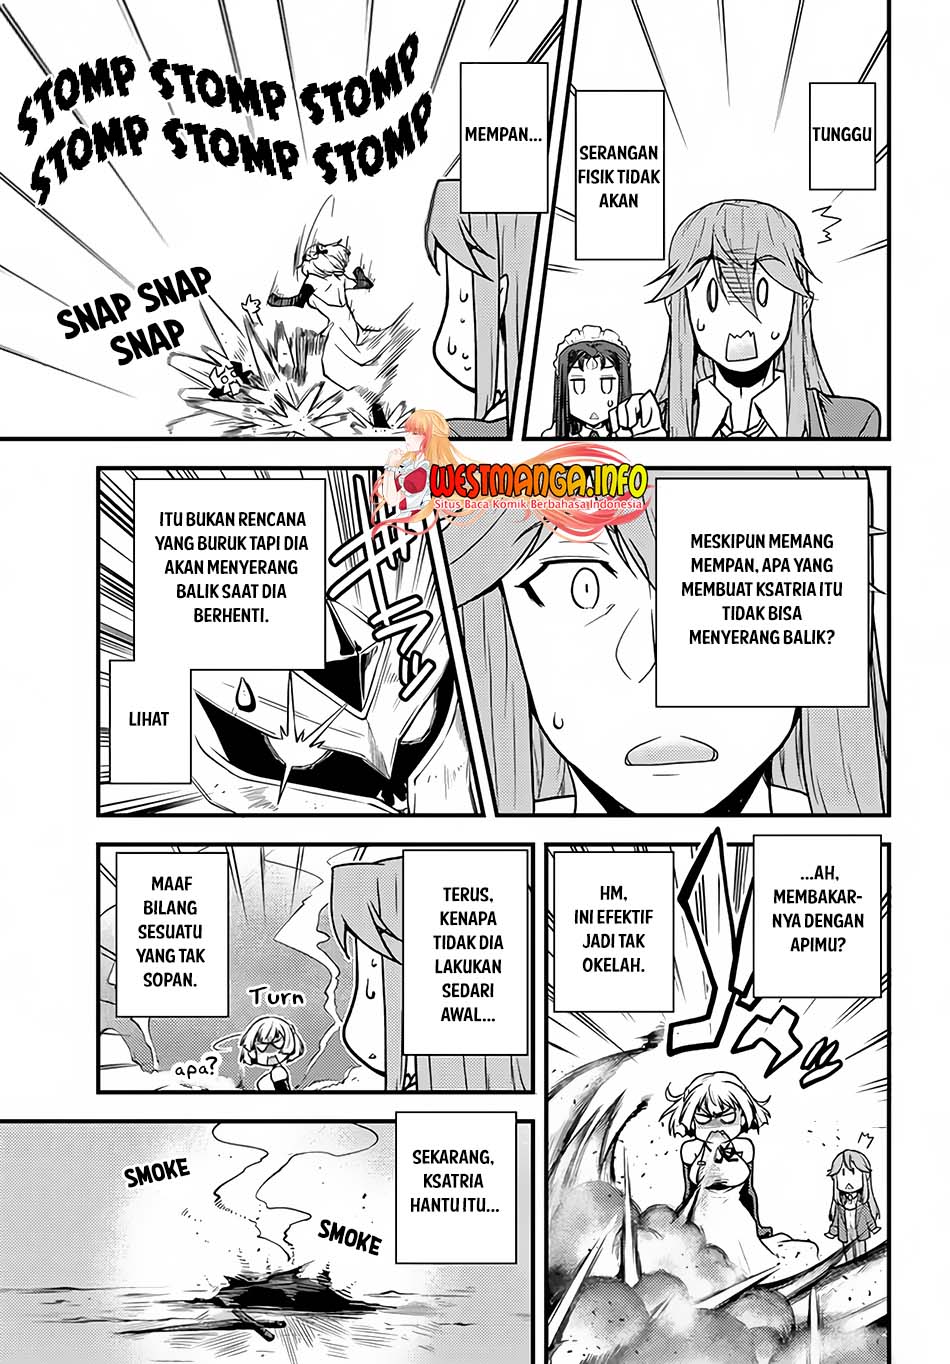 TUNGGU
SERANGAN
FISIK TIDAK
AKAN
MEMPAN...
STOMP STOMP STOMP
STOMP STOMP STOMP
SNAP SNAP
SNAP
WESTMANGA.INFO
Situs Baca Komik Berbahasa Indonesia
MESKIPUN MEMANG
MEMPAN, APA YANG
MEMBUAT KSATRIA ITU
TIDAK BISA
MENYERANG BALIK?
ITU BUKAN RENCANA
YANG BURUK TAPI DIA
AKAN MENYERANG
BALIK SAAT DIA
BERHENTI.
LIHAT
...AH,
MEMBAKAR-
NYA DENGAN
APIMU?
HM,
INI EFEKTIF
JADI TAK
OKELAH.
TERUS,
KENAPA
TIDAK DIA
LAKUKAN
SEDARI
AWAL...
MAAF
BILANG
SESUATU
YANG TAK
SOPAN.
Turn
apa?
SEKARANG,
KSATRIA
HANTU ITU...
SMOKE
SMOKE